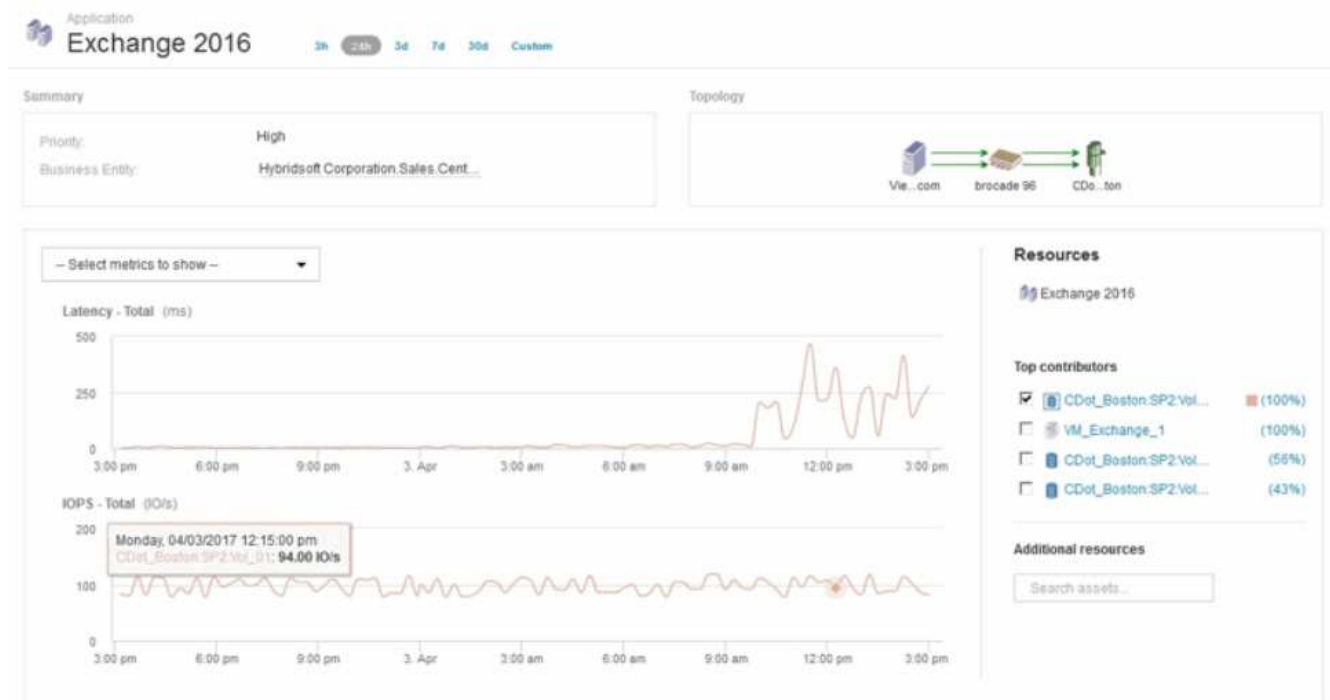 Application
Exchange 2016
3h 24h 3d 7d 30d Custom
Summary
Priority: High
Business Entity: Hybridsoft Corporation.Sales.Cent...
Topology
Vie...com brocade 96 CDo...ton
-- Select metrics to show --
Latency - Total (ms)
500
250
0
3:00 pm 6:00 pm 9:00 pm 3. Apr 3:00 am 6:00 am 9:00 am 12:00 pm 3:00 pm
IOPS - Total (IO/s)
200
Monday, 04/03/2017 12:15:00 pm
CDot_Boston:SP2:Vol_01: 94.00 IO/s
100
0
3:00 pm 6:00 pm 9:00 pm 3. Apr 3:00 am 6:00 am 9:00 am 12:00 pm 3:00 pm
Resources
Exchange 2016
Top contributors
CDot_Boston:SP2:Vol... (100%)
VM_Exchange_1 (100%)
CDot_Boston:SP2:Vol... (56%)
CDot_Boston:SP2:Vol... (43%)
Additional resources
Search assets...